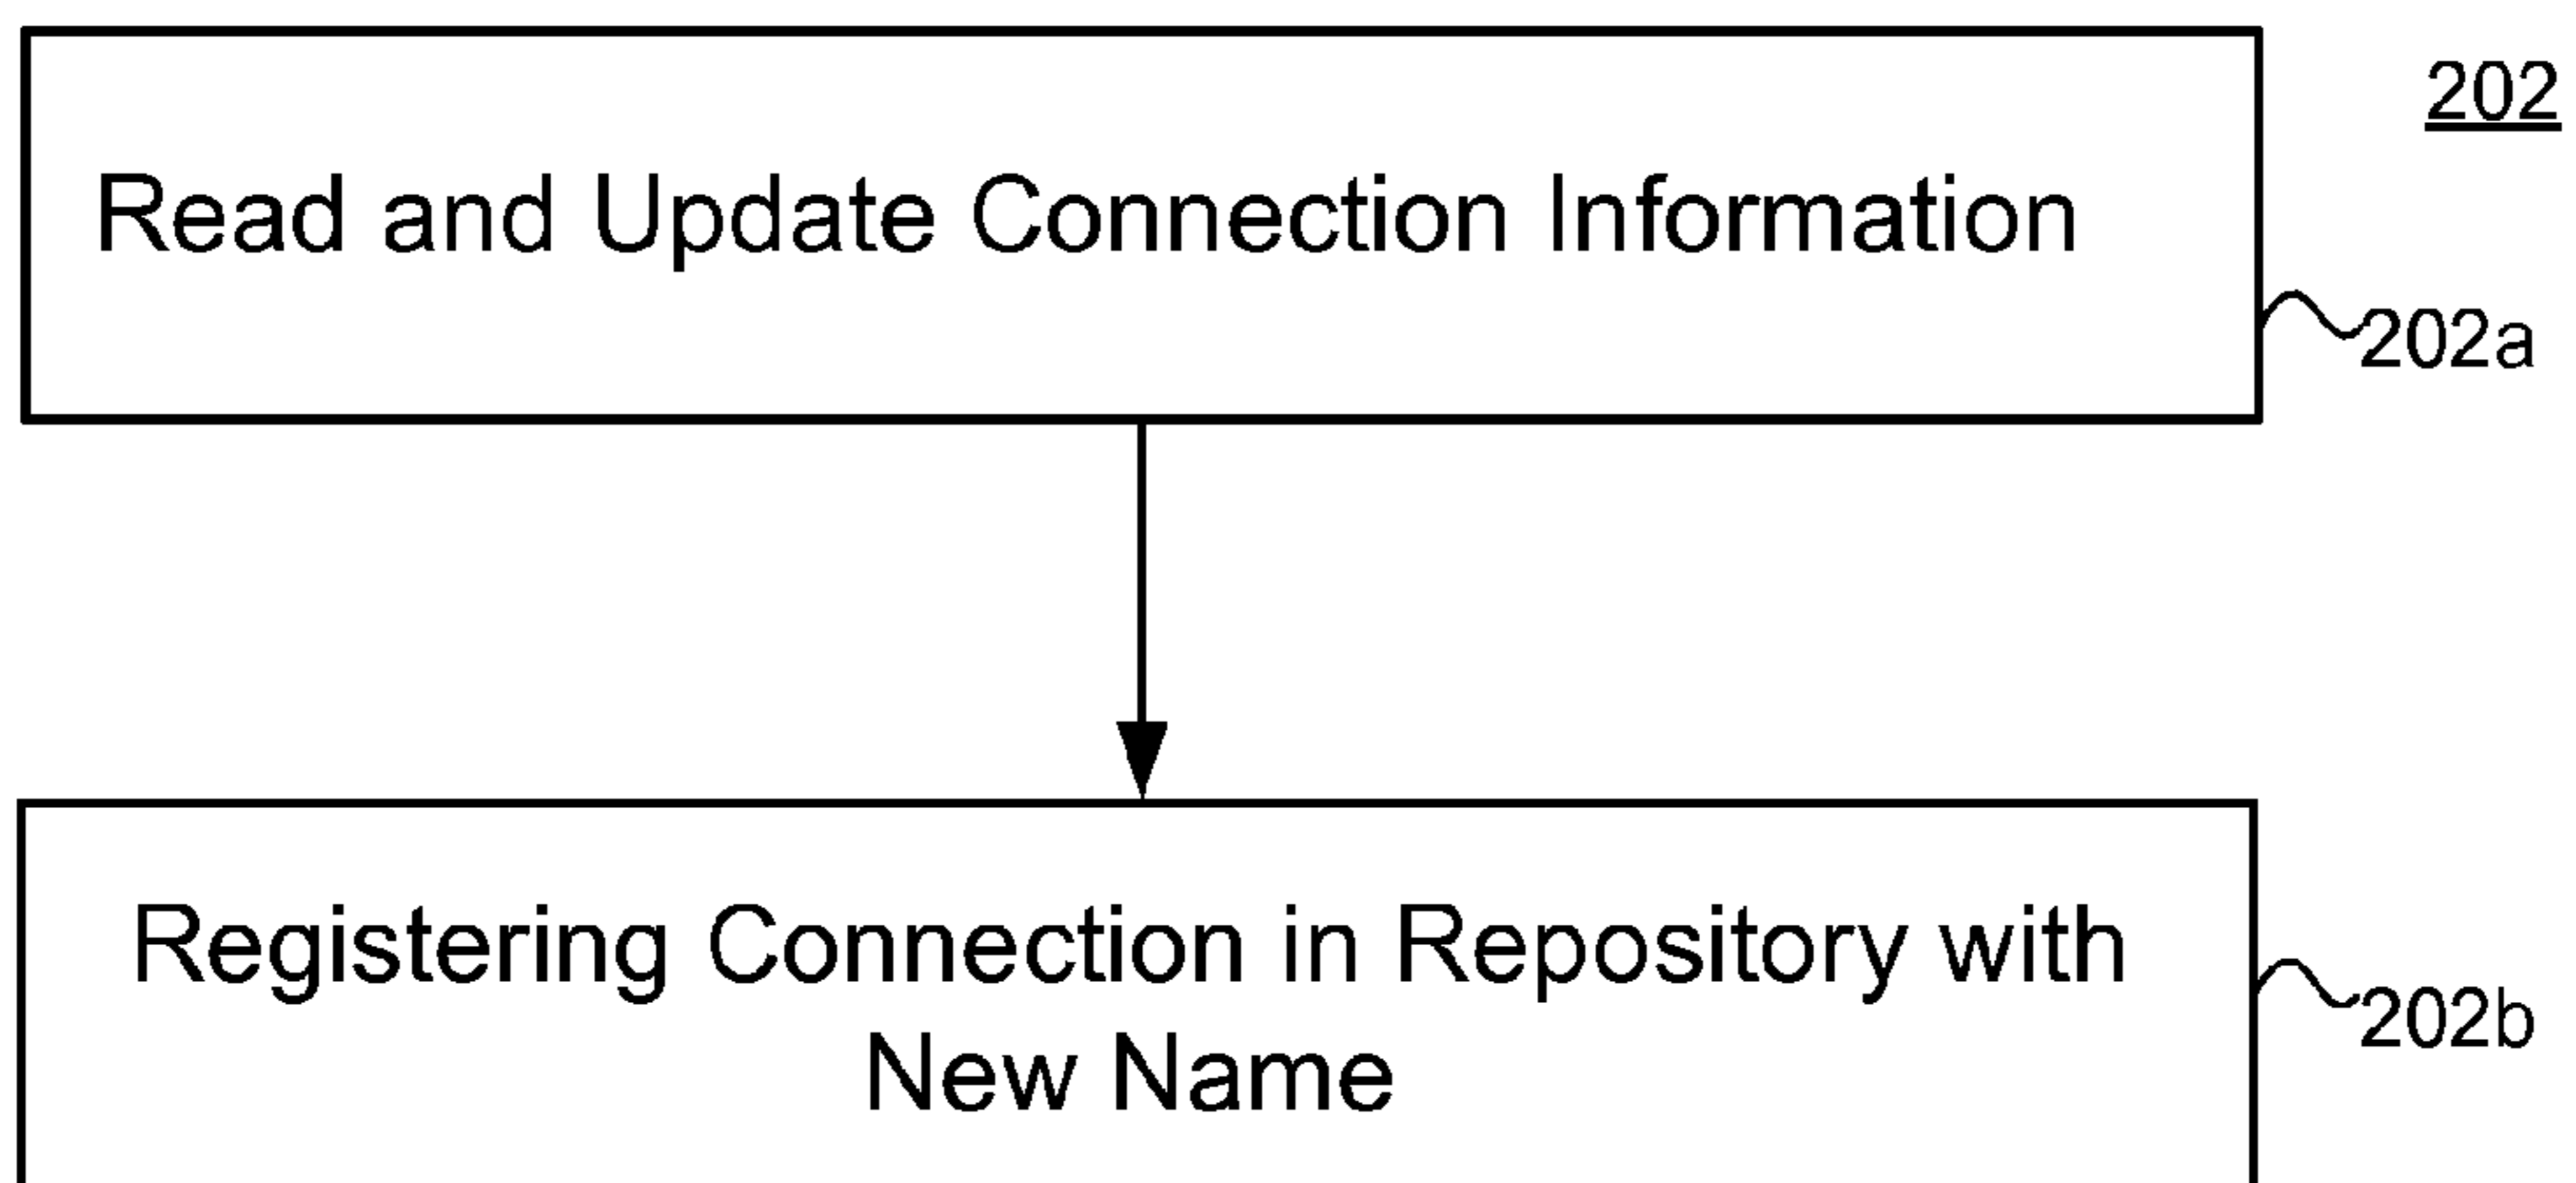 202
Read and Update Connection Information
202a
Registering Connection in Repository with
New Name
202b